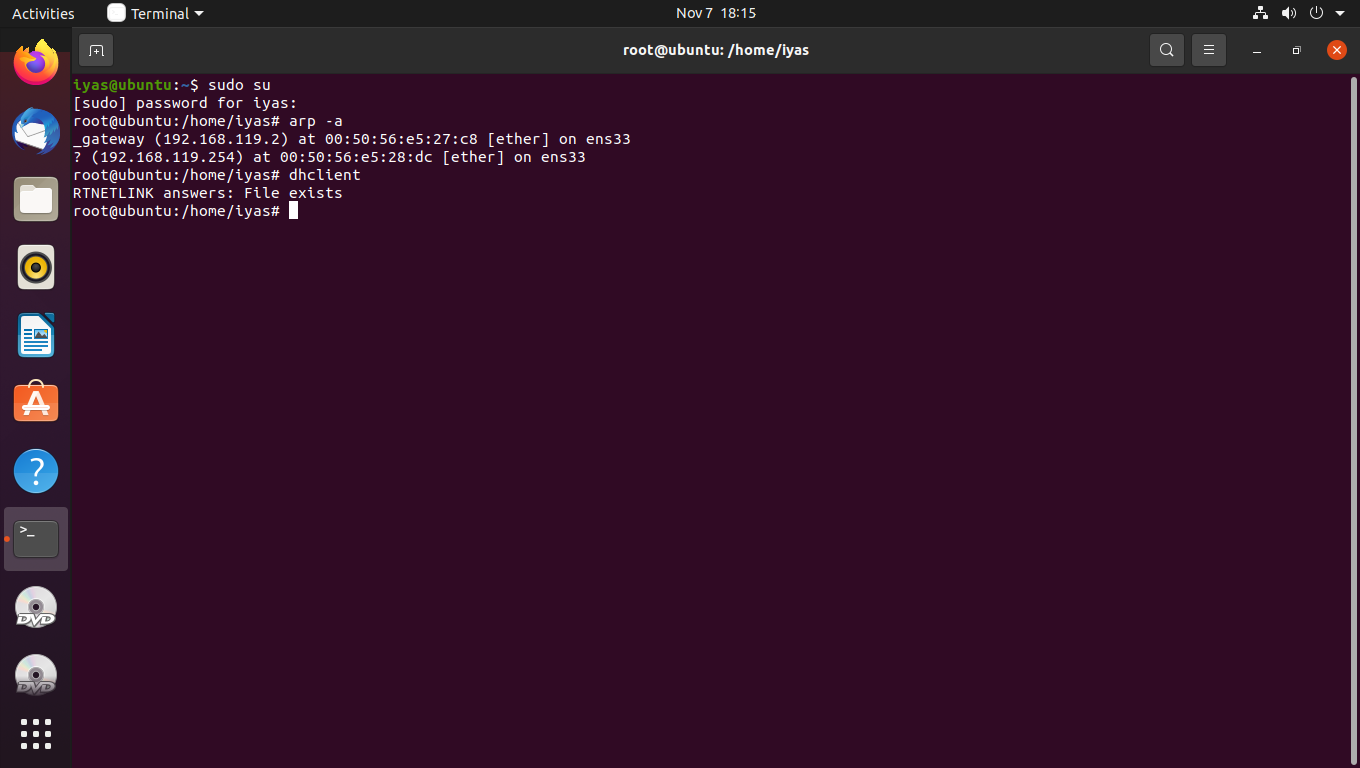 Activities
Terminal
Nov 7 18:15
root@ubuntu: /home/iyas
iyas@ubuntu:~$ sudo su
[sudo] password for iyas:
root@ubuntu:/home/iyas# arp -a
_gateway (192.168.119.2) at 00:50:56:e5:27:c8 [ether] on ens33
? (192.168.119.254) at 00:50:56:e5:28:dc [ether] on ens33
root@ubuntu:/home/iyas# dhclient
RTNETLINK answers: File exists
root@ubuntu:/home/iyas#
?
>_
DVD
DVD